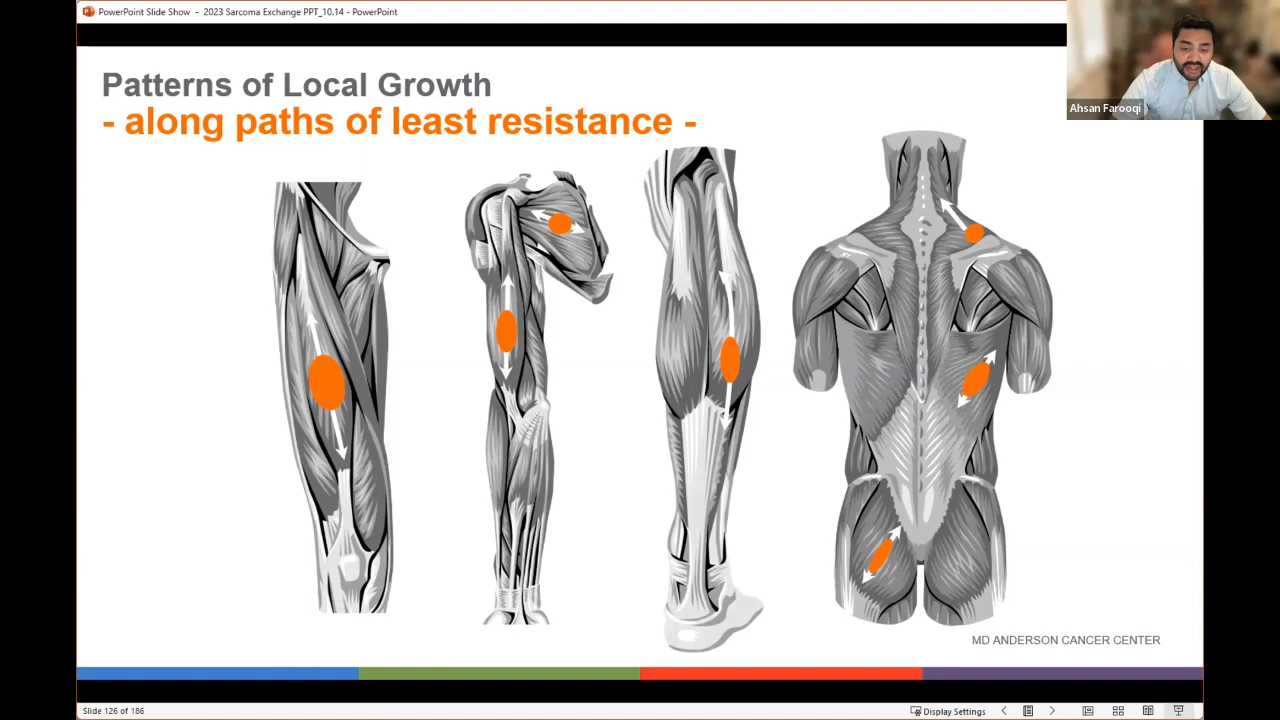 PowerPoint Slide Show - 2023 Sarcoma Exchange PPT_10.14 - PowerPoint
Ahsan Farooqi
Patterns of Local Growth
- along paths of least resistance -
MD ANDERSON CANCER CENTER
Slide 126 of 186
Display Settings